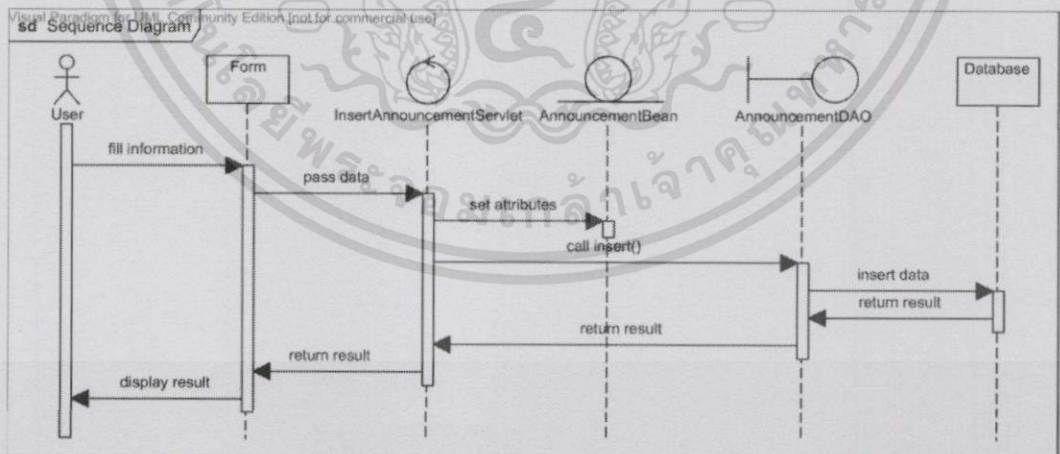 Visual Paradigm for UML Community Edition [not for commercial use]
sd Sequence Diagram
User
Form
InsertAnnouncementServlet
AnnouncementBean
AnnouncementDAO
Database
fill information
pass data
set attributes
call insert()
insert data
return result
return result
return result
display result